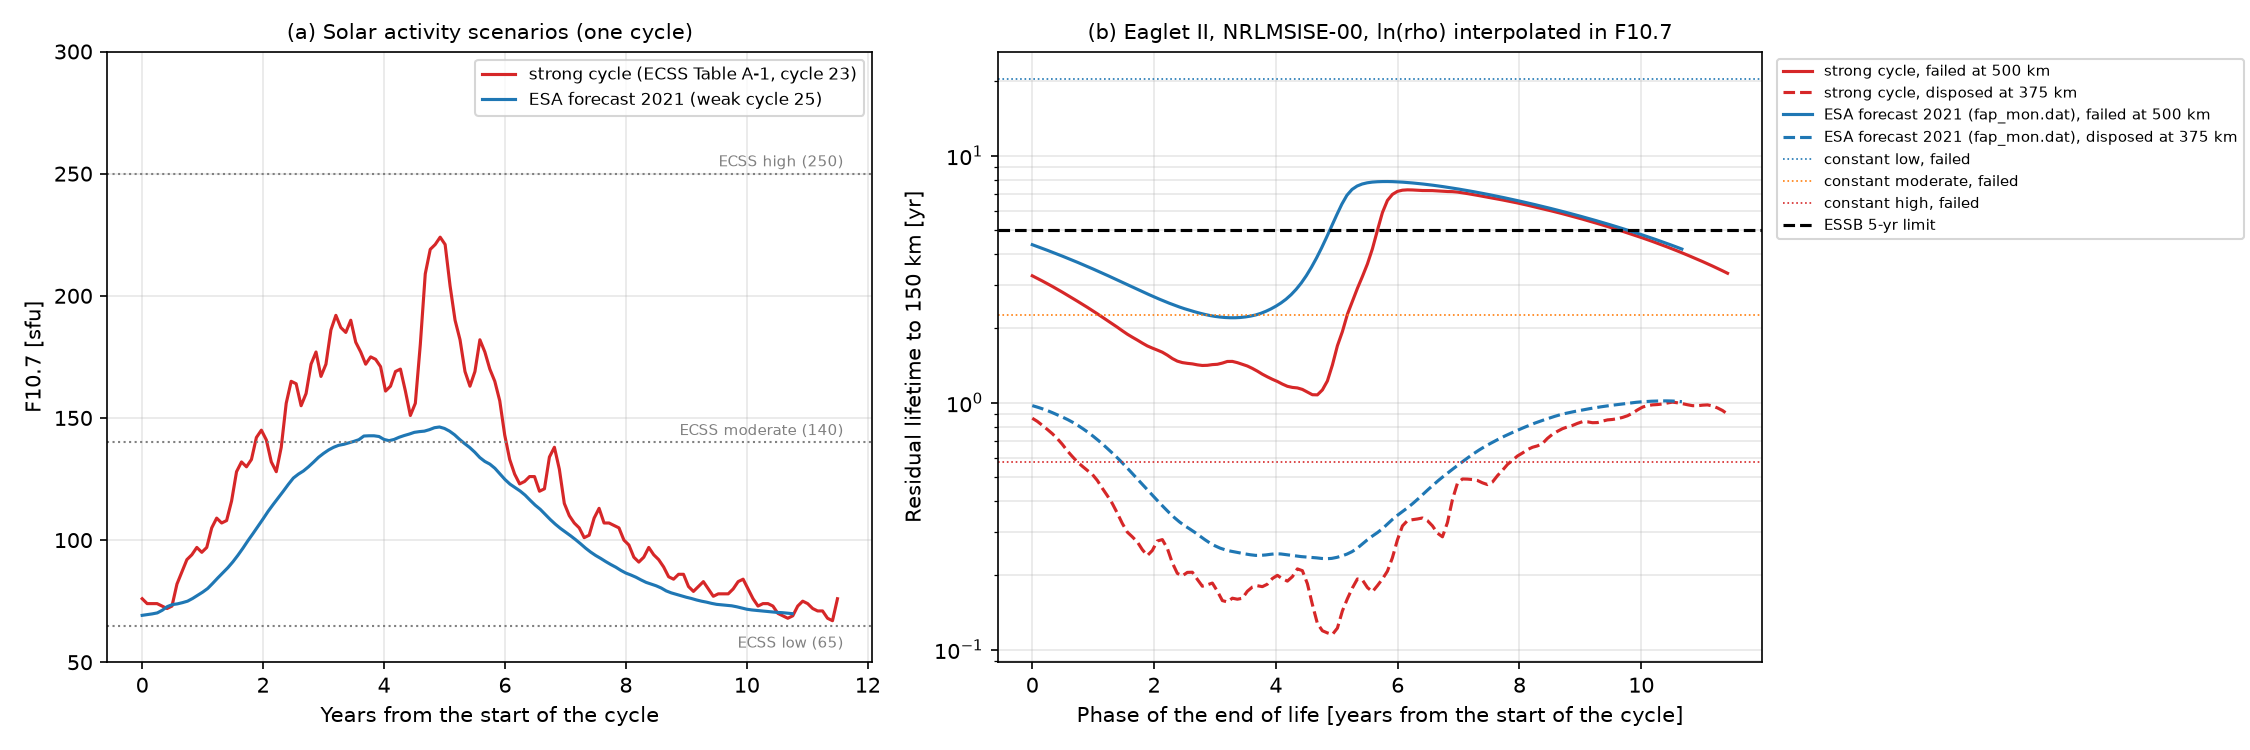 (a) Solar activity scenarios (one cycle)
strong cycle (ECSS Table A-1, cycle 23)
ESA forecast 2021 (weak cycle 25)
ECSS high (250)
ECSS moderate (140)
ECSS low (65)
F10.7 [sfu]
300
250
200
150
100
50
0 2 4 6 8 10 12
Years from the start of the cycle
(b) Eaglet II, NRLMSISE-00, ln(rho) interpolated in F10.7
Residual lifetime to 150 km [yr]
10¹
10⁰
10⁻¹
0 2 4 6 8 10
Phase of the end of life [years from the start of the cycle]
strong cycle, failed at 500 km
strong cycle, disposed at 375 km
ESA forecast 2021 (fap_mon.dat), failed at 500 km
ESA forecast 2021 (fap_mon.dat), disposed at 375 km
constant low, failed
constant moderate, failed
constant high, failed
ESSB 5-yr limit